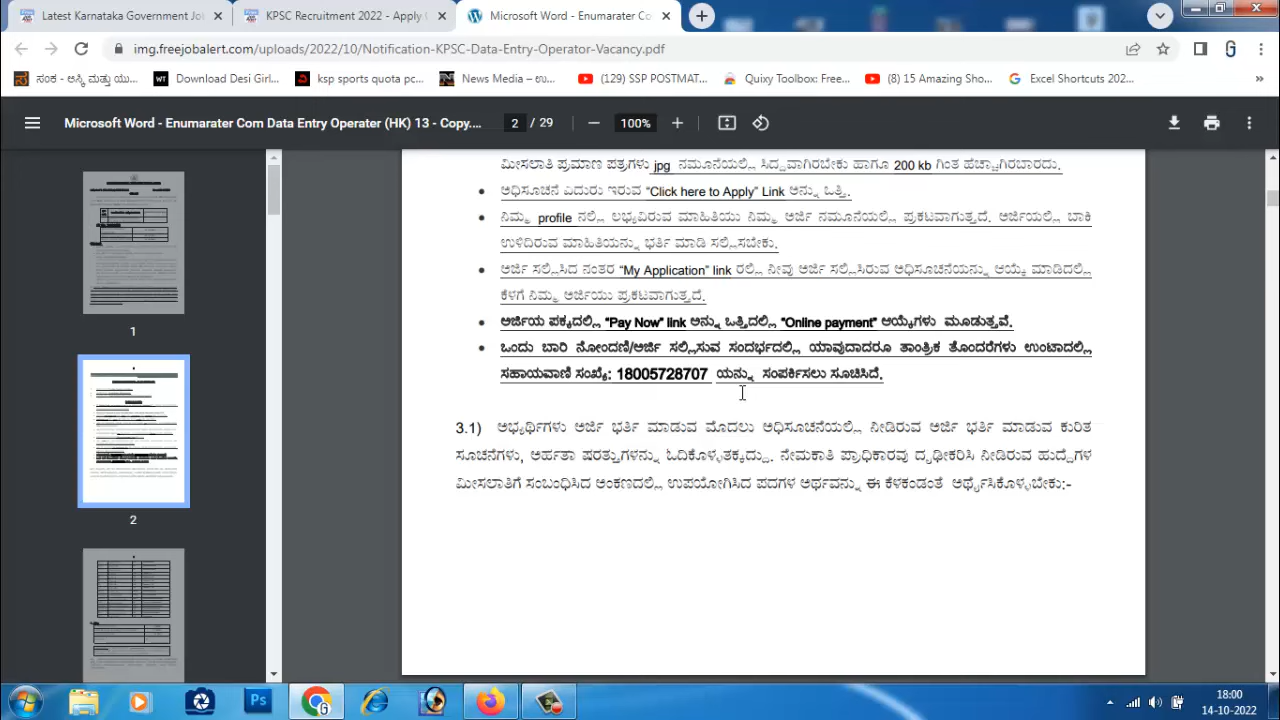 Latest Karnataka Government Jo
KPSC Recruitment 2022 - Apply
Microsoft Word - Enumarater Co
img.freejobalert.com/uploads/2022/10/Notification-KPSC-Data-Entry-Operator-Vacancy.pdf
ನಂಕ - ಆಸ್ತಿ ಮತ್ತು ಯು...
Download Desi Girl...
ksp sports quota pc...
News Media – ಉ...
(129) SSP POSTMAT...
Quixy Toolbox: Free...
(8) 15 Amazing Sho...
Excel Shortcuts 202...
»
Microsoft Word - Enumarater Com Data Entry Operater (HK) 13 - Copy....
2 / 29
100%
ಮೀಸಲಾತಿ ಪ್ರಮಾಣ ಪತ್ರಗಳು jpg ನಮೂನೆಯಲ್ಲಿ ಸಿದ್ದವಾಗಿರಬೇಕು ಹಾಗೂ 200 kb ಗಿಂತ ಹೆಚ್ಚಾಗಿರಬಾರದು.
• ಅಧಿಸೂಚನೆ ಎದುರು ಇರುವ “Click here to Apply” Link ಅನ್ನು ಒತ್ತಿ.
• ನಿಮ್ಮ profile ನಲ್ಲಿ ಲಭ್ಯವಿರುವ ಮಾಹಿತಿಯು ನಿಮ್ಮ ಅರ್ಜಿ ನಮೂನೆಯಲ್ಲಿ ಪ್ರಕಟವಾಗುತ್ತದೆ. ಅರ್ಜಿಯಲ್ಲಿ ಬಾಕಿ
ಉಳಿದಿರುವ ಮಾಹಿತಿಯನ್ನು ಭರ್ತಿ ಮಾಡಿ ಸಲ್ಲಿಸಬೇಕು.
• ಅರ್ಜಿ ಸಲ್ಲಿಸಿದ ನಂತರ “My Application” link ರಲ್ಲಿ ನೀವು ಅರ್ಜಿ ಸಲ್ಲಿಸಿರುವ ಅಧಿಸೂಚನೆಯನ್ನು ಆಯ್ಕೆ ಮಾಡಿದಲ್ಲಿ
ಕೆಳಗೆ ನಿಮ್ಮ ಅರ್ಜಿಯು ಪ್ರಕಟವಾಗುತ್ತದೆ.
• ಅರ್ಜಿಯ ಪಕ್ಕದಲ್ಲಿ “Pay Now” link ಅನ್ನು ಒತ್ತಿದಲ್ಲಿ “Online payment” ಆಯ್ಕೆಗಳು ಮೂಡುತ್ತವೆ.
• ಒಂದು ಬಾರಿ ನೋಂದಣಿ/ಅರ್ಜಿ ಸಲ್ಲಿಸುವ ಸಂದರ್ಭದಲ್ಲಿ ಯಾವುದಾದರೂ ತಾಂತ್ರಿಕ ತೊಂದರೆಗಳು ಉಂಟಾದಲ್ಲಿ
ಸಹಾಯವಾಣಿ ಸಂಖ್ಯೆ: 18005728707 ಯನ್ನು ಸಂಪರ್ಕಿಸಲು ಸೂಚಿಸಿದೆ.
3.1) ಅಭ್ಯರ್ಥಿಗಳು ಅರ್ಜಿ ಭರ್ತಿ ಮಾಡುವ ಮೊದಲು ಅಧಿಸೂಚನೆಯಲ್ಲಿ ನೀಡಿರುವ ಅರ್ಜಿ ಭರ್ತಿ ಮಾಡುವ ಕುರಿತ
ಸೂಚನೆಗಳು, ಅರ್ಹತಾ ಷರತ್ತುಗಳನ್ನು ಓದಿಕೊಳ್ಳತಕ್ಕದ್ದು. ನೇಮಕಾತಿ ಪ್ರಾಧಿಕಾರವು ದೃಢೀಕರಿಸಿ ನೀಡಿರುವ ಹುದ್ದೆಗಳ
ಮೀಸಲಾತಿಗೆ ಸಂಬಂಧಿಸಿದ ಅಂಕಣದಲ್ಲಿ ಉಪಯೋಗಿಸಿದ ಪದಗಳ ಅರ್ಥವನ್ನು ಈ ಕೆಳಕಂಡಂತೆ ಅರ್ಥೈಸಿಕೊಳ್ಳಬೇಕು:-
1
2
18:00
14-10-2022